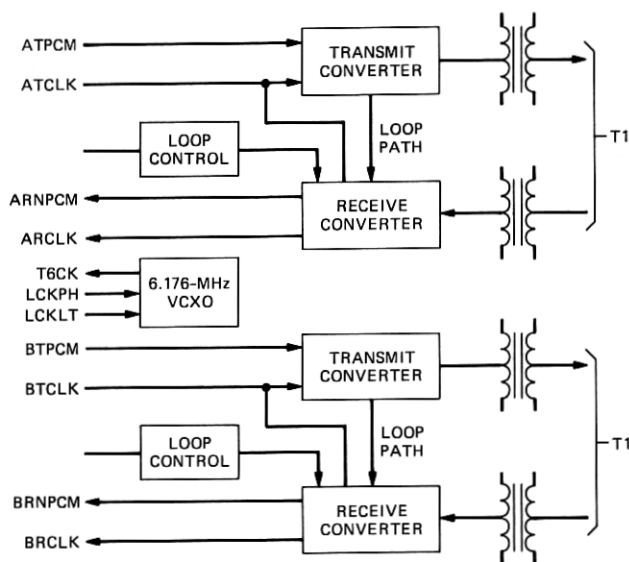 ATPCM
TRANSMIT
CONVERTER
ATCLK
LOOP
PATH
T1
LOOP
CONTROL
ARNPCM
RECEIVE
CONVERTER
ARCLK
T6CK
LCKPH
LCKLT
6.176-MHz
VCXO
BTPCM
TRANSMIT
CONVERTER
BTCLK
LOOP
PATH
T1
LOOP
CONTROL
BRNPCM
RECEIVE
CONVERTER
BRCLK